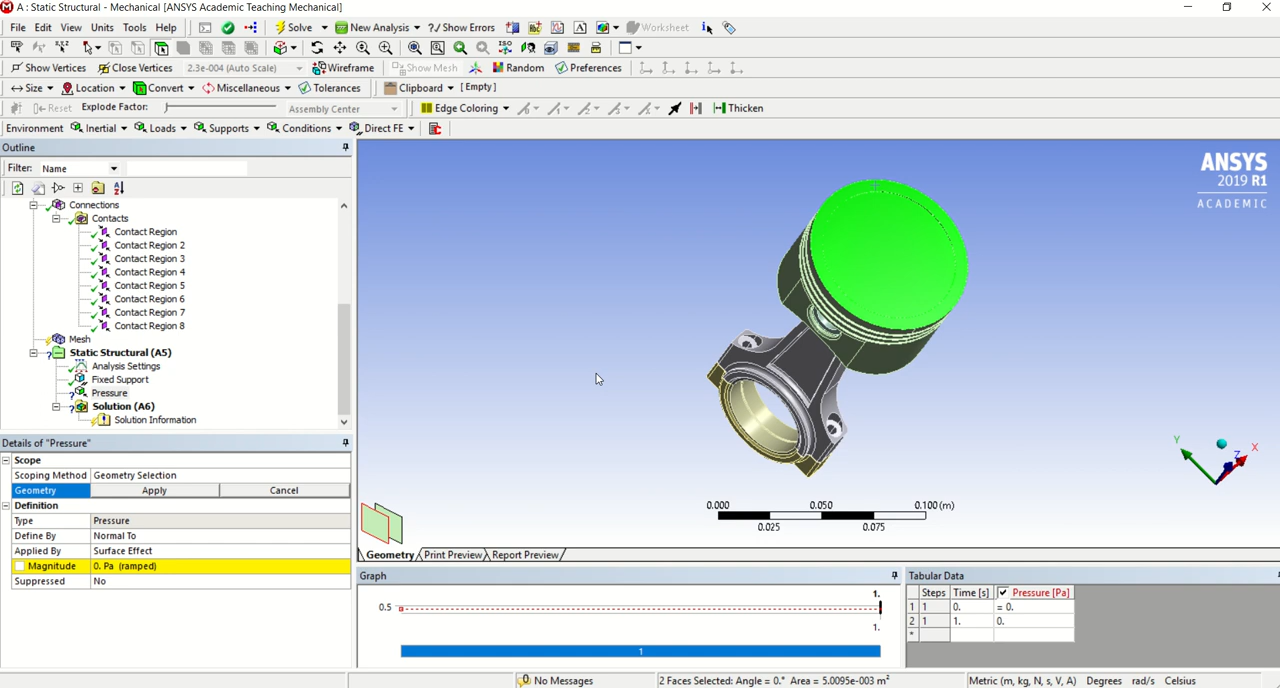 A : Static Structural - Mechanical [ANSYS Academic Teaching Mechanical]
File Edit View Units Tools Help Solve New Analysis ?/ Show Errors Worksheet
Show Vertices Close Vertices 2.3e-004 (Auto Scale) Wireframe Show Mesh Random Preferences
Size Location Convert Miscellaneous Tolerances Clipboard [ Empty ]
Reset Explode Factor: Assembly Center Edge Coloring Thicken
Environment Inertial Loads Supports Conditions Direct FE
Outline
Filter: Name
Connections
Contacts
Contact Region
Contact Region 2
Contact Region 3
Contact Region 4
Contact Region 5
Contact Region 6
Contact Region 7
Contact Region 8
Mesh
Static Structural (A5)
Analysis Settings
Fixed Support
Pressure
Solution (A6)
Solution Information
Details of "Pressure"
Scope
Scoping Method Geometry Selection
Geometry Apply Cancel
Definition
Type Pressure
Define By Normal To
Applied By Surface Effect
Magnitude 0. Pa (ramped)
Suppressed No
ANSYS
2019 R1
ACADEMIC
Y X Z
0.000 0.050 0.100 (m)
0.025 0.075
Geometry Print Preview Report Preview
Graph
1.
0.5
1.
1
Tabular Data
Steps Time [s] Pressure [Pa]
1 1 0. = 0.
2 1 1. 0.
*
No Messages 2 Faces Selected: Angle = 0.° Area = 5.0095e-003 m² Metric (m, kg, N, s, V, A) Degrees rad/s Celsius